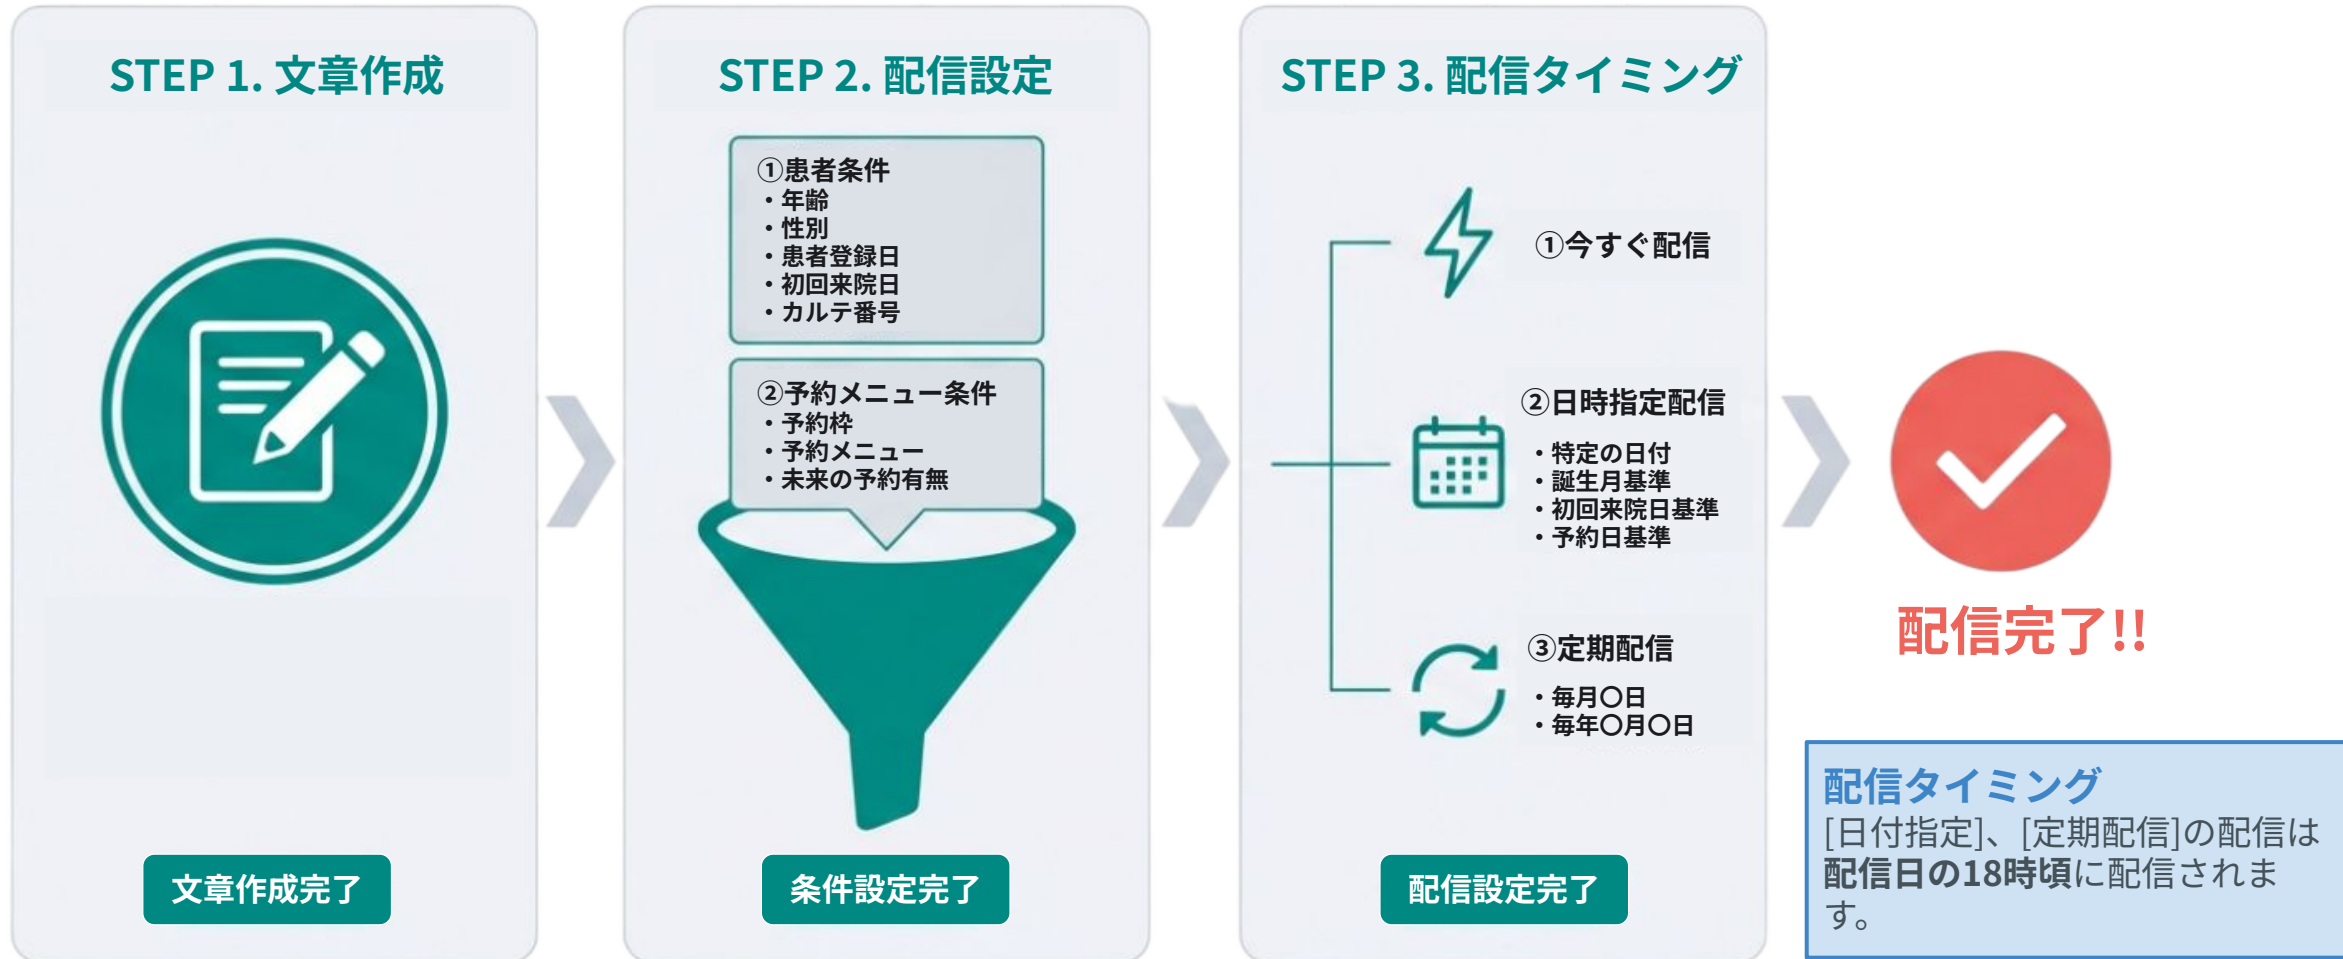 STEP 1. 文章作成
文章作成完了
STEP 2. 配信設定
①患者条件
・年齢
・性別
・患者登録日
・初回来院日
・カルテ番号
②予約メニュー条件
・予約枠
・予約メニュー
・未来の予約有無
条件設定完了
STEP 3. 配信タイミング
①今すぐ配信
②日時指定配信
・特定の日付
・誕生月基準
・初回来院日基準
・予約日基準
③定期配信
・毎月〇日
・毎年〇月〇日
配信設定完了
配信完了!!
配信タイミング
[日付指定]、[定期配信]の配信は
配信日の18時頃に配信されま
す。